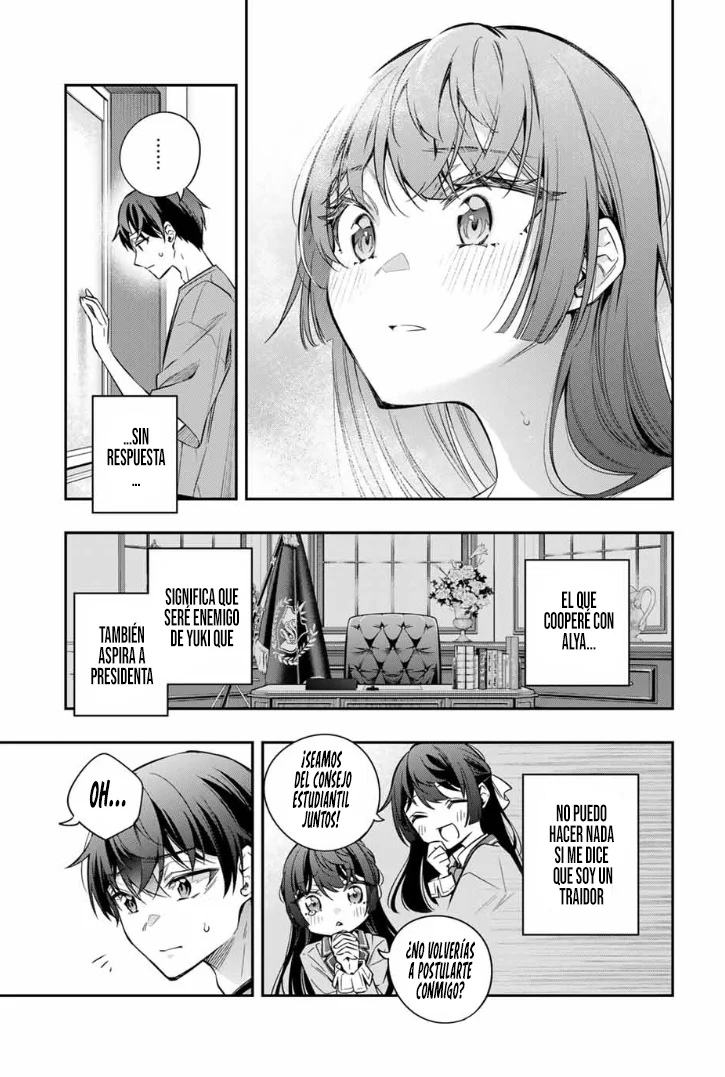 ......
...SIN
RESPUESTA
...
EL QUE
COOPERÉ CON
ALYA...
SIGNIFICA QUE
SERÉ ENEMIGO
DE YUKI QUE
TAMBIÉN
ASPIRA A
PRESIDENTA
NO PUEDO
HACER NADA
SI ME DICE
QUE SOY UN
TRAIDOR
¡SEAMOS
DEL CONSEJO
ESTUDIANTIL
JUNTOS!
¿NO VOLVERÍAS
A POSTULARTE
CONMIGO?
OH...